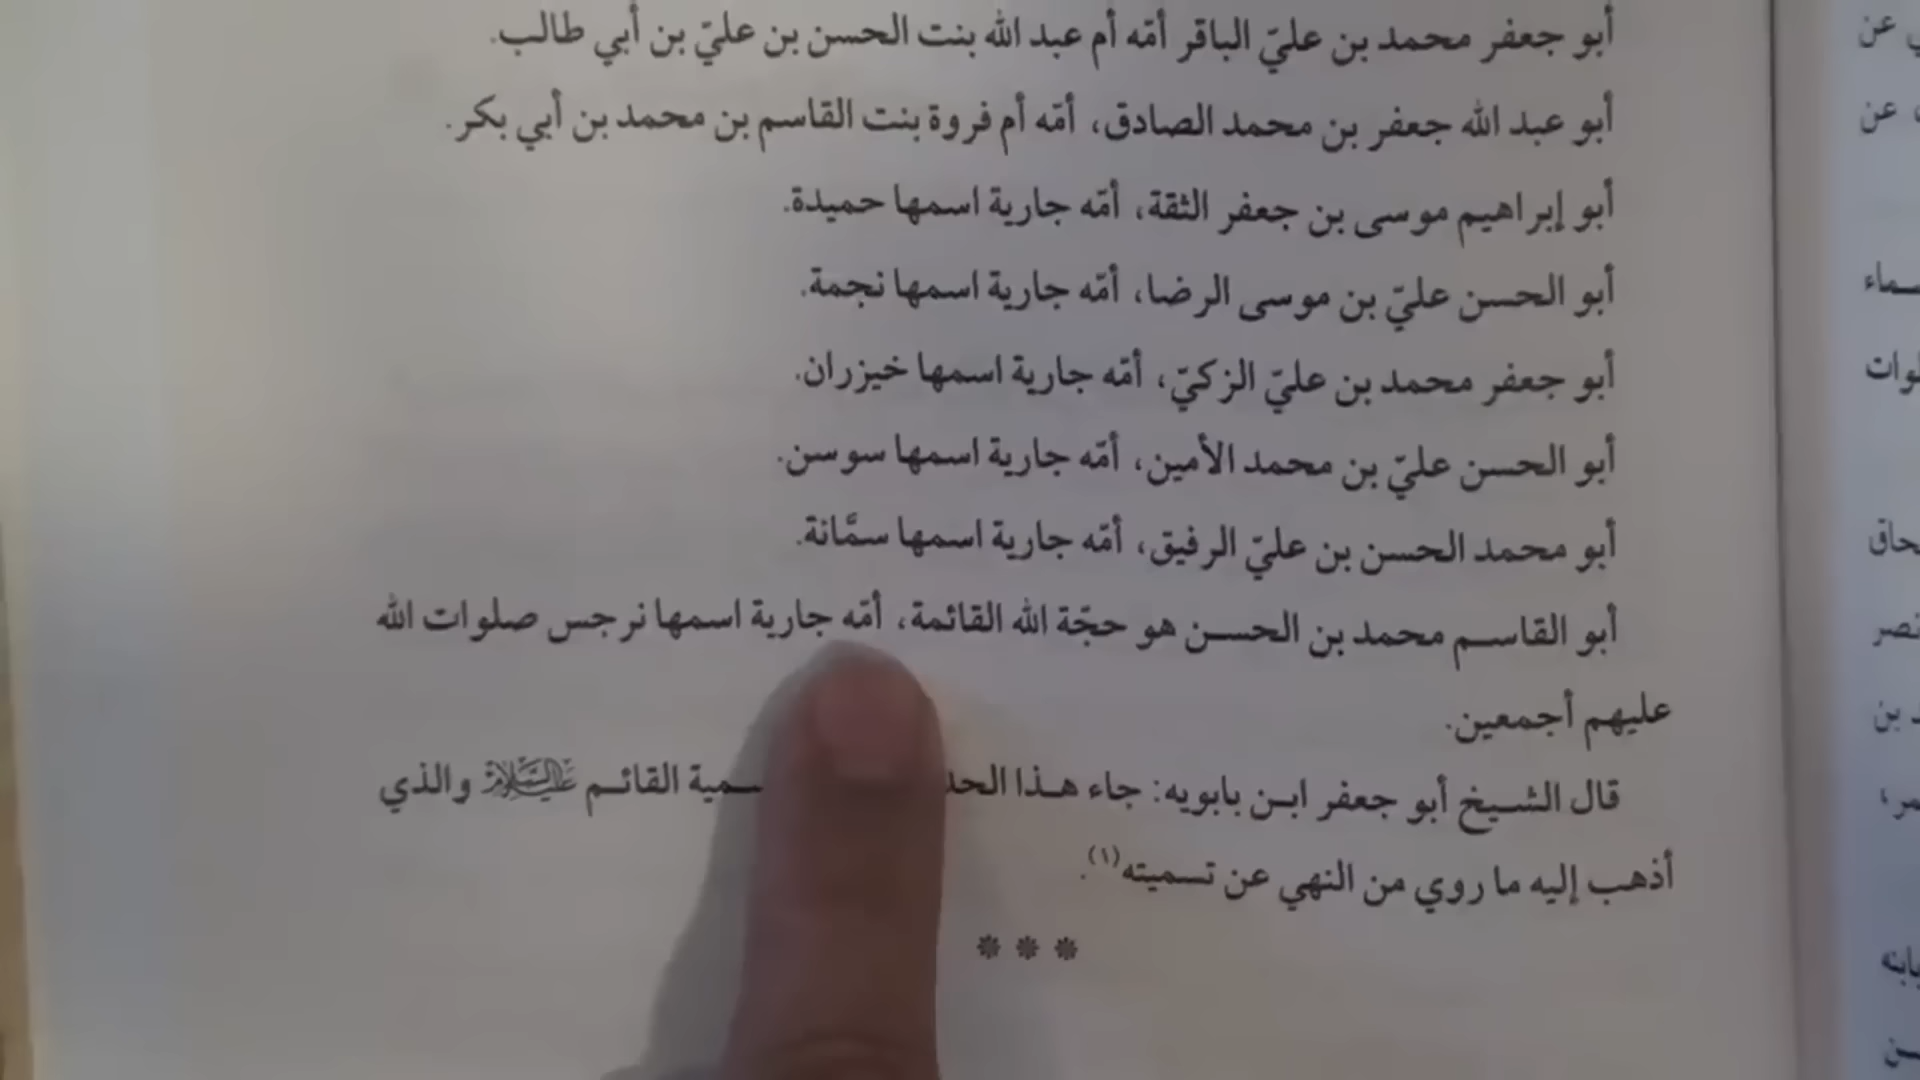 أبو جعفر محمد بن عليّ الباقر أمّه أم عبد الله بنت الحسن بن عليّ بن أبي طالب.
أبو عبد الله جعفر بن محمد الصادق، أمّه أم فروة بنت القاسم بن محمد بن أبي بكر.
أبو إبراهيم موسى بن جعفر الثقة، أمّه جارية اسمها حميدة.
أبو الحسن عليّ بن موسى الرضا، أمّه جارية اسمها نجمة.
أبو جعفر محمد بن عليّ الزكيّ، أمّه جارية اسمها خيزران.
أبو الحسن عليّ بن محمد الأمين، أمّه جارية اسمها سوسن.
أبو محمد الحسن بن عليّ الرفيق، أمّه جارية اسمها سمَّانة.
أبو القاسم محمد بن الحسن هو حجّة الله القائمة، أمّه جارية اسمها نرجس صلوات الله
عليهم أجمعين.
قال الشيخ أبو جعفر ابن بابويه: جاء هذا القائم عليه السلام والذي
أذهب إليه ما روي من النهي عن تسميته(١).
***